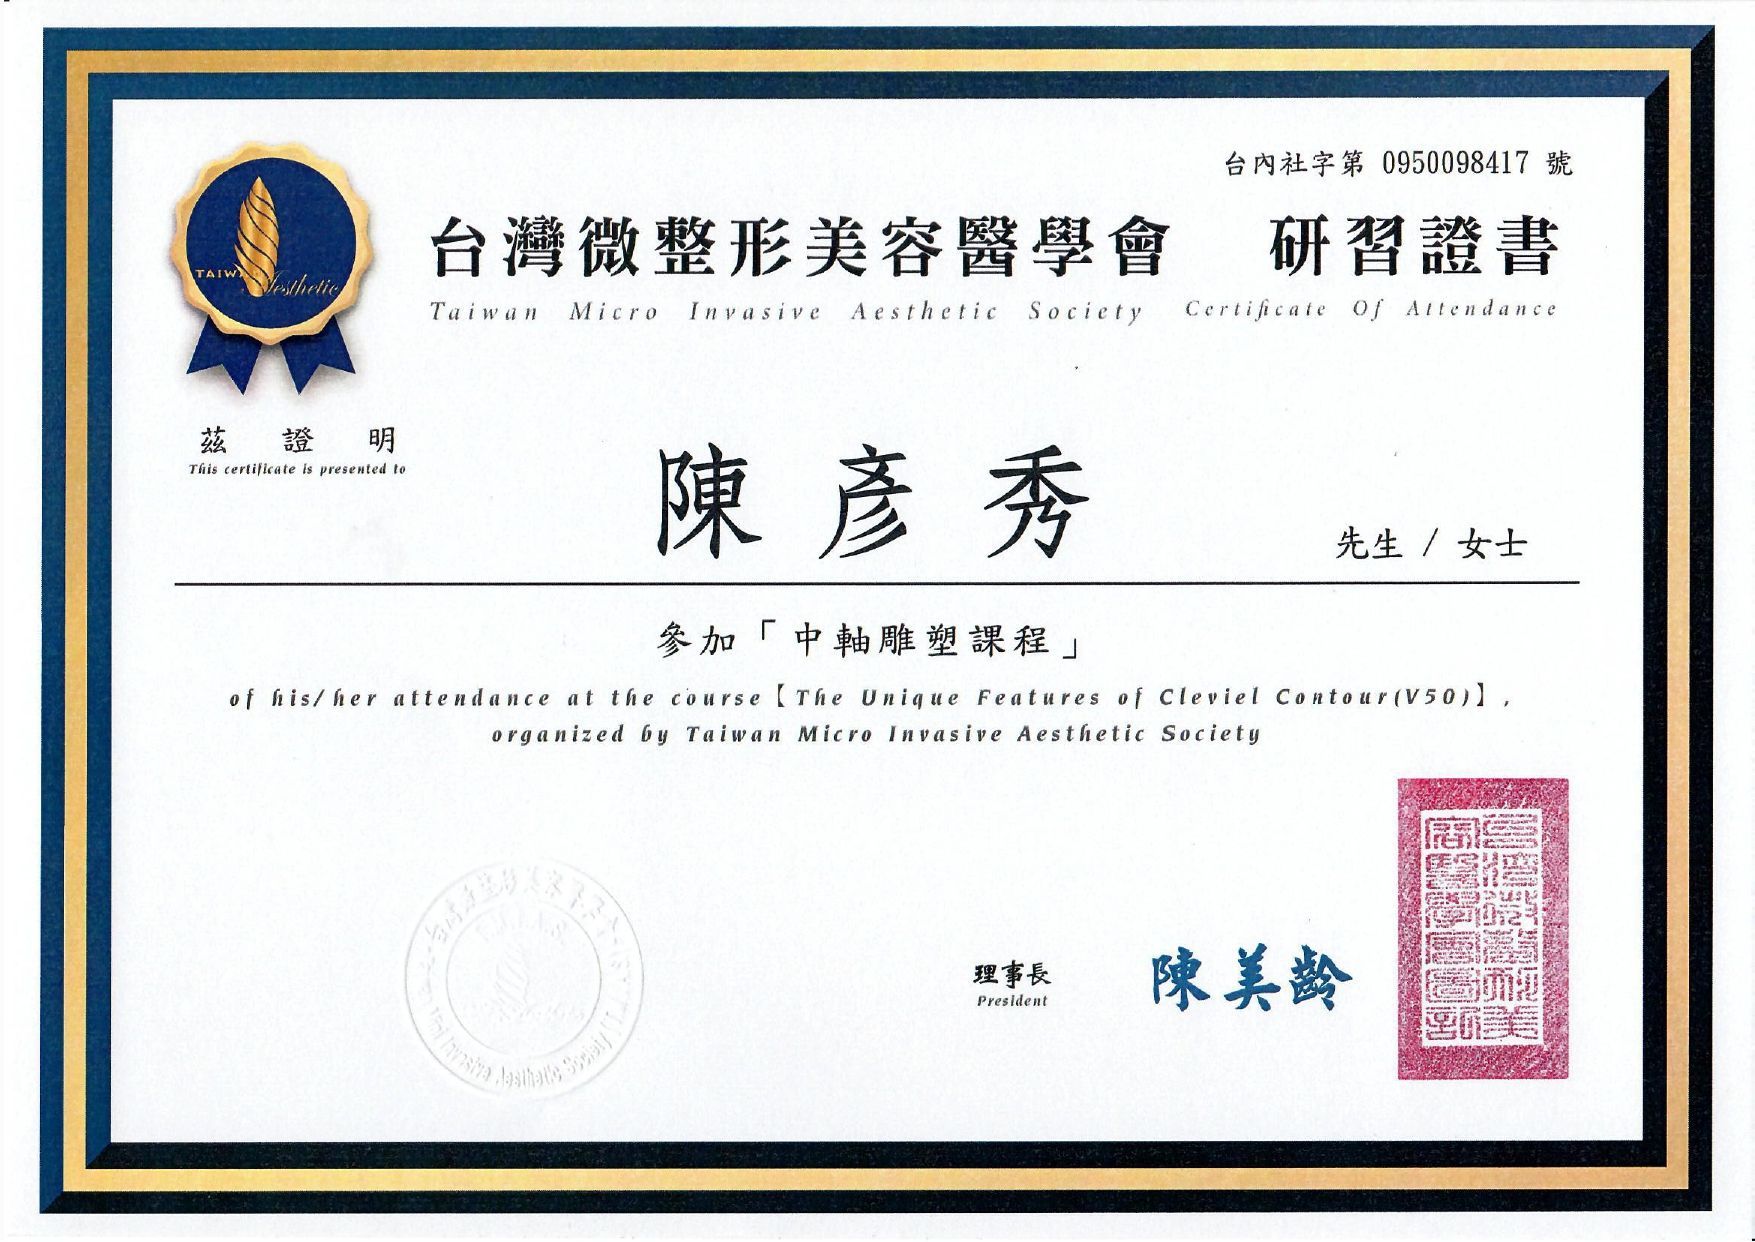 台內社字第 0950098417 號
台灣微整形美容醫學會 研習證書
Taiwan Micro Invasive Aesthetic Society Certificate Of Attendance
TAIWAN
Aesthetic
茲 證 明
This certificate is presented to
陳 彥 秀
先生 / 女士
參加「中軸雕塑課程」
of his/her attendance at the course【The Unique Features of Cleviel Contour(V50)】,
organized by Taiwan Micro Invasive Aesthetic Society
理事長
President
陳美齡